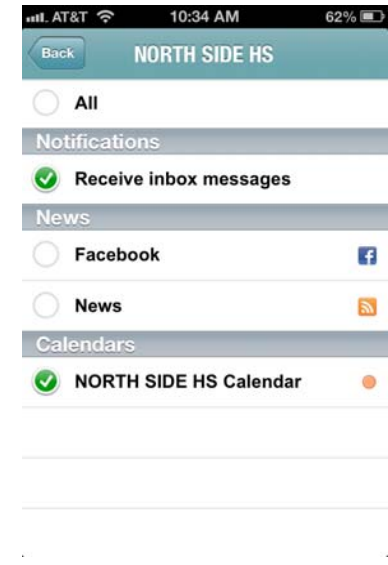 AT&T 10:34 AM 62%
Back NORTH SIDE HS
All
Notifications
Receive inbox messages
News
Facebook
News
Calendars
NORTH SIDE HS Calendar